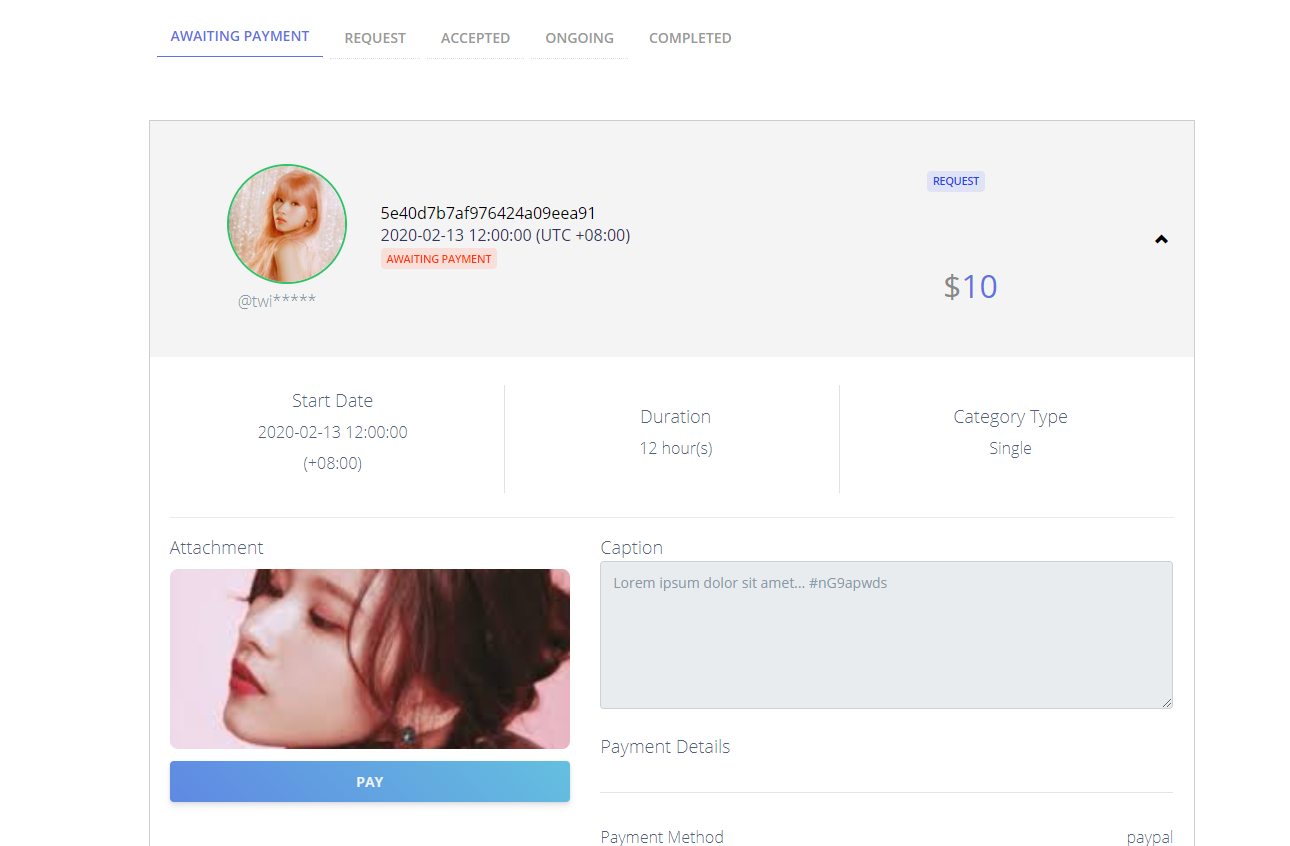 AWAITING PAYMENT REQUEST ACCEPTED ONGOING COMPLETED
REQUEST
5e40d7b7af976424a09eea91
2020-02-13 12:00:00 (UTC +08:00)
AWAITING PAYMENT
$10
@twi*****
Start Date
2020-02-13 12:00:00
(+08:00)
Duration
12 hour(s)
Category Type
Single
Attachment
PAY
Caption
Lorem ipsum dolor sit amet... #nG9apwds
Payment Details
Payment Method paypal